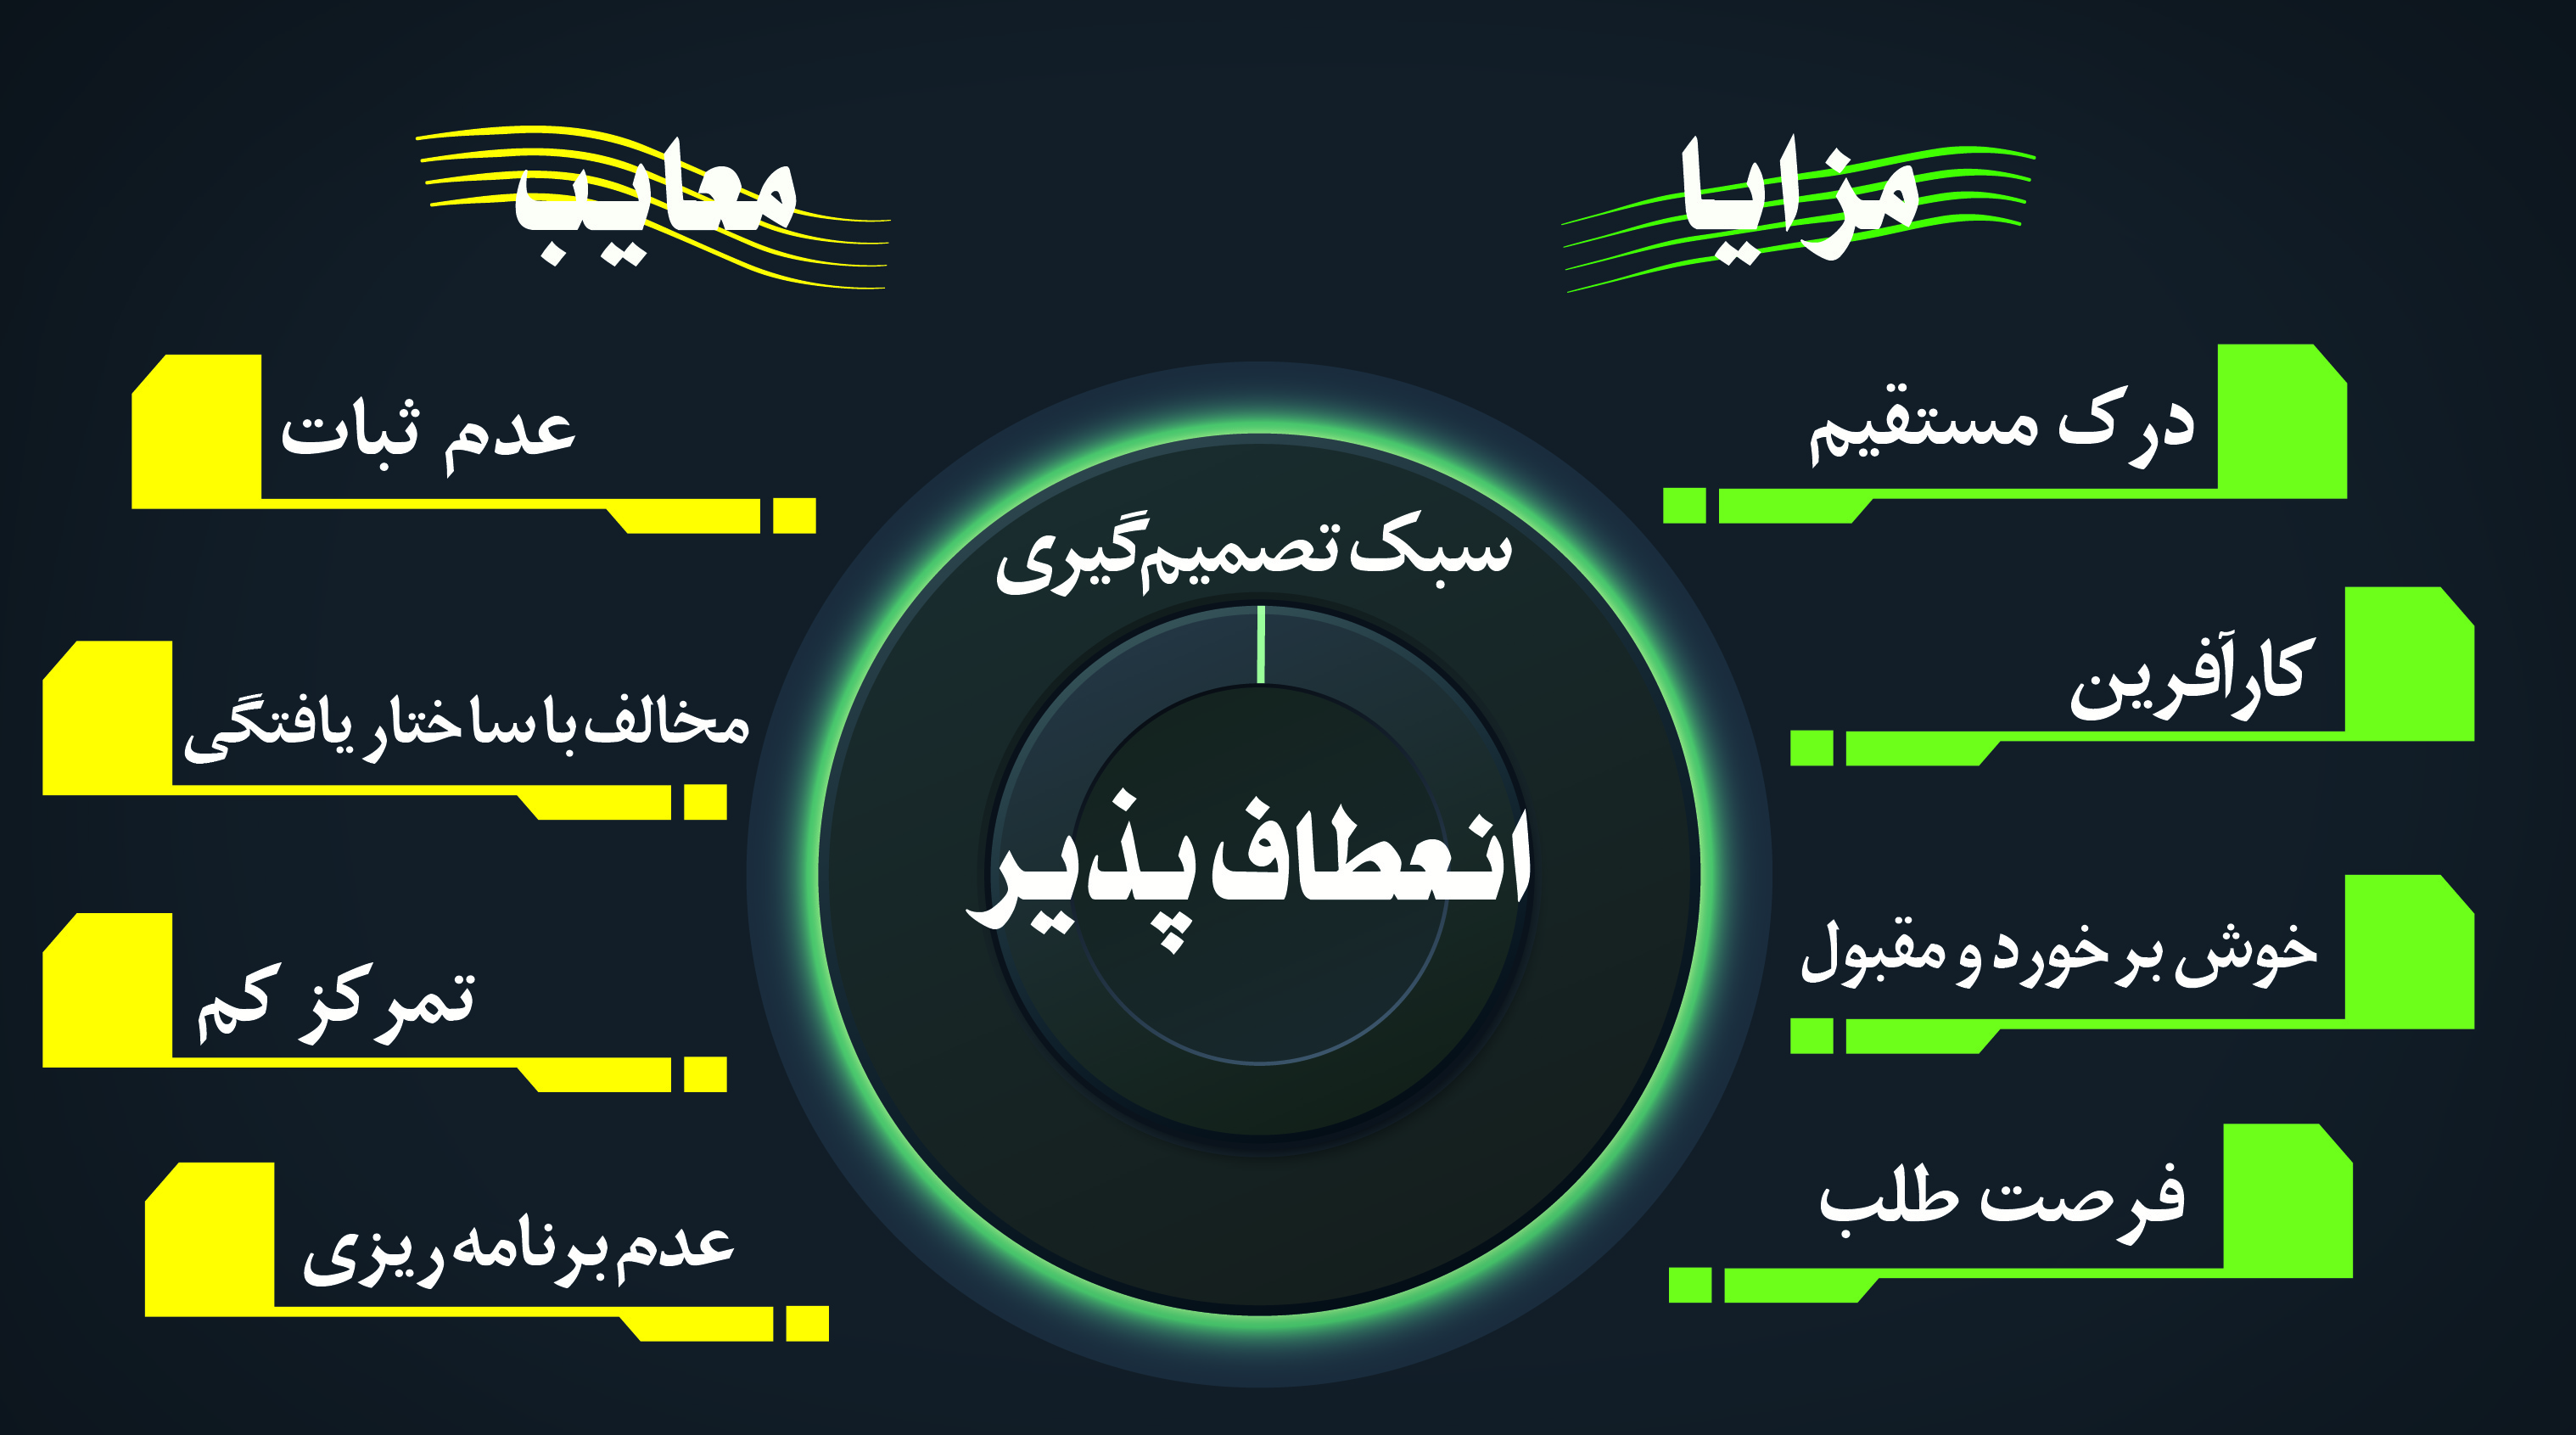 مزایا
درک مستقیم
کارآفرین
خوش برخورد و مقبول
فرصت طلب
سبک تصمیم‌گیری
انعطاف‌پذیر
معایب
عدم ثبات
مخالف با ساختار یافتگی
تمرکز کم
عدم برنامه ریزی